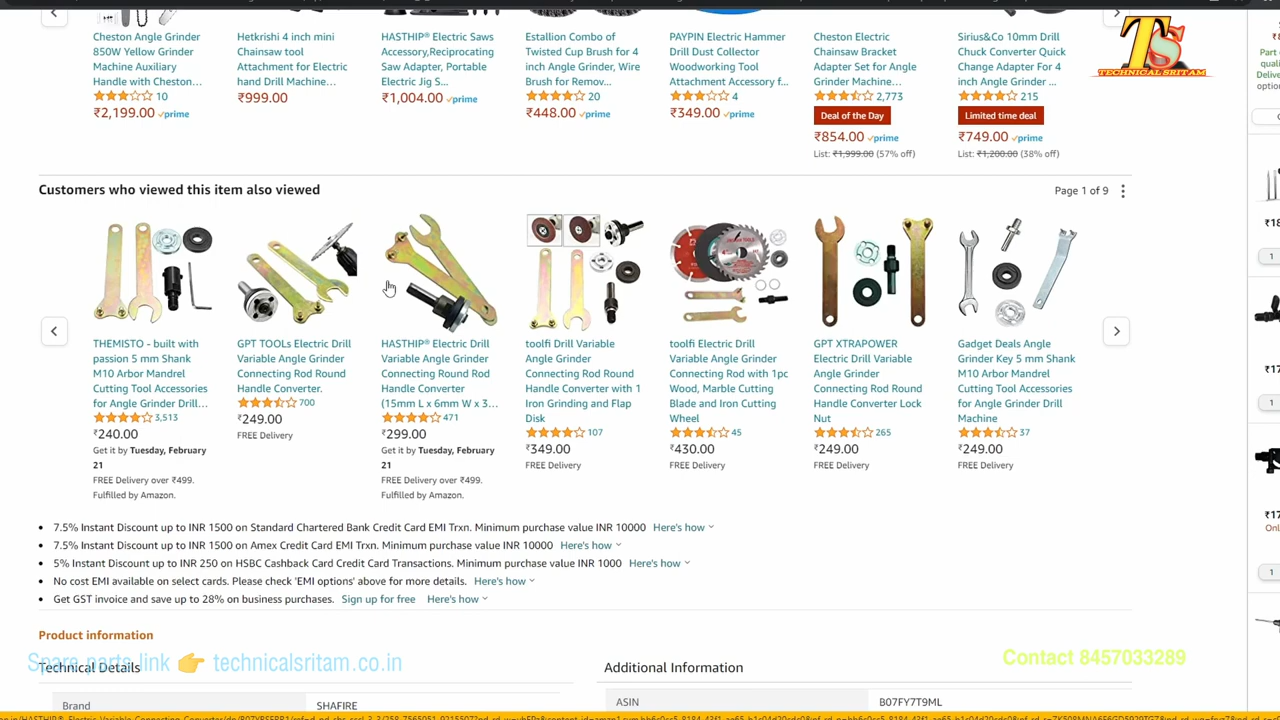 Cheston Angle Grinder
850W Yellow Grinder
Machine Auxiliary
Handle with Cheston…
10
₹2,199.00 prime
Hetkrishi 4 inch mini
Chainsaw tool
Attachment for Electric
hand Drill Machine…
₹999.00
HASTHIP® Electric Saws
Accessory,Reciprocating
Saw Adapter, Portable
Electric Jig S…
₹1,004.00 prime
Estallion Combo of
Twisted Cup Brush for 4
inch Angle Grinder, Wire
Brush for Remov…
20
₹448.00 prime
PAYPIN Electric Hammer
Drill Dust Collector
Woodworking Tool
Attachment Accessory f…
4
₹349.00 prime
Cheston Electric
Chainsaw Bracket
Adapter Set for Angle
Grinder Machine…
2,773
Deal of the Day
₹854.00 prime
List: ₹1,999.00 (57% off)
Sirius&Co 10mm Drill
Chuck Converter Quick
Change Adapter For 4
inch Angle Grinder …
215
Limited time deal
₹749.00 prime
List: ₹1,200.00 (38% off)
TS
TECHNICAL SRITAM
Customers who viewed this item also viewed
Page 1 of 9
THEMISTO - built with
passion 5 mm Shank
M10 Arbor Mandrel
Cutting Tool Accessories
for Angle Grinder Drill…
3,513
₹240.00
Get it by Tuesday, February
21
FREE Delivery over ₹499.
Fulfilled by Amazon.
GPT TOOLs Electric Drill
Variable Angle Grinder
Connecting Rod Round
Handle Converter.
700
₹249.00
FREE Delivery
HASTHIP® Electric Drill
Variable Angle Grinder
Connecting Round Rod
Handle Converter
(15mm L x 6mm W x 3…
471
₹299.00
Get it by Tuesday, February
21
FREE Delivery over ₹499.
Fulfilled by Amazon.
toolfi Drill Variable
Angle Grinder
Connecting Rod Round
Handle Converter with 1
Iron Grinding and Flap
Disk
107
₹349.00
FREE Delivery
toolfi Electric Drill
Variable Angle Grinder
Connecting Rod with 1pc
Wood, Marble Cutting
Blade and Iron Cutting
Wheel
45
₹430.00
FREE Delivery
GPT XTRAPOWER
Electric Drill Variable
Angle Grinder
Connecting Rod Round
Handle Converter Lock
Nut
265
₹249.00
FREE Delivery
Gadget Deals Angle
Grinder Key 5 mm Shank
M10 Arbor Mandrel
Cutting Tool Accessories
for Angle Grinder Drill
Machine
37
₹249.00
FREE Delivery
7.5% Instant Discount up to INR 1500 on Standard Chartered Bank Credit Card EMI Trxn. Minimum purchase value INR 10000 Here's how
7.5% Instant Discount up to INR 1500 on Amex Credit Card EMI Trxn. Minimum purchase value INR 10000 Here's how
5% Instant Discount up to INR 250 on HSBC Cashback Card Credit Card Transactions. Minimum purchase value INR 1000 Here's how
No cost EMI available on select cards. Please check 'EMI options' above for more details. Here's how
Get GST invoice and save up to 28% on business purchases. Sign up for free Here's how
Product information
Technical Details
Spare parts link 👉 technicalsritam.co.in
Additional Information
Contact 8457033289
Brand SHAFIRE
ASIN B07FY7T9ML